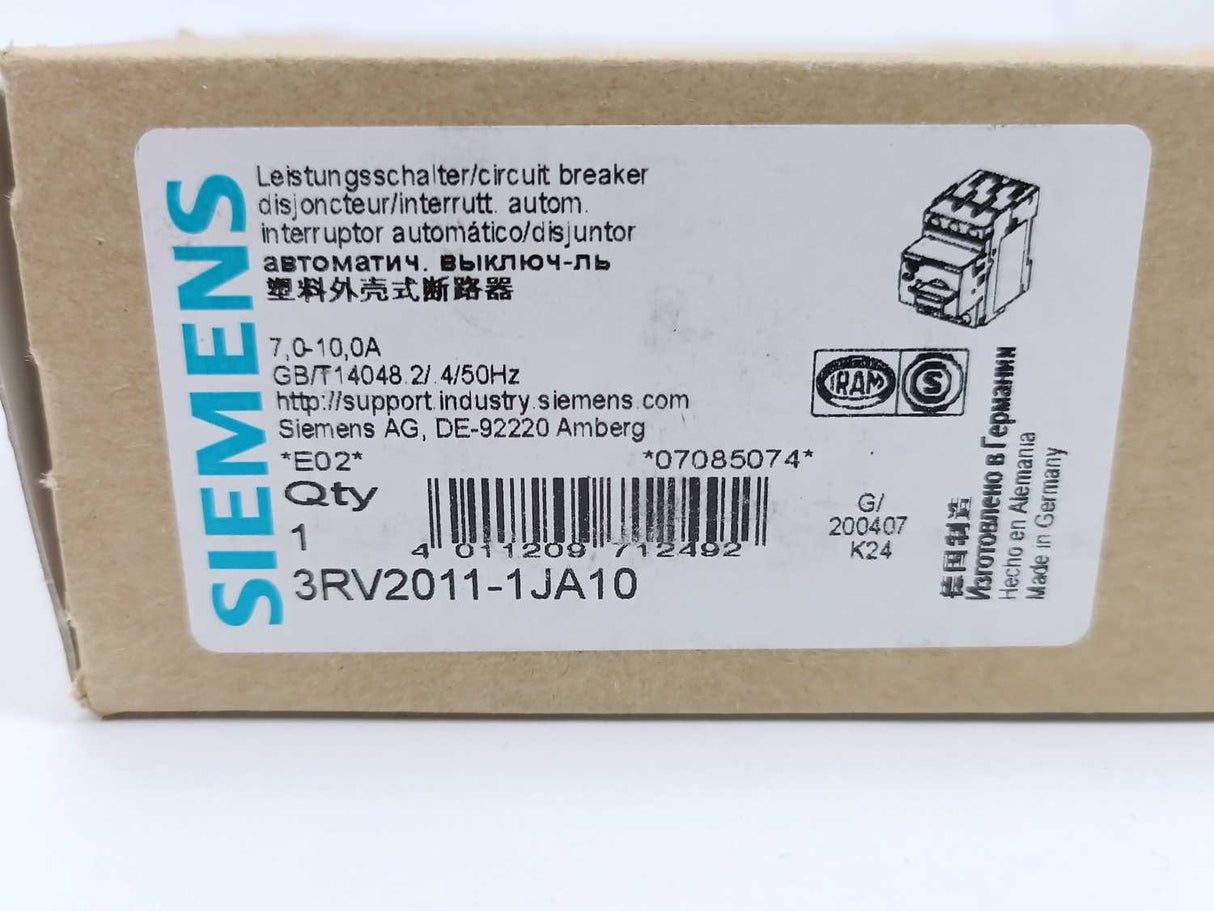 SIEMENS
Leistungsschalter/circuit breaker
disjoncteur/interrutt. autom.
interruptor automático/disjuntor
автоматич. выключ-ль
塑料外壳式断路器
7,0-10,0A
GB/T14048.2/.4/50Hz
http://support.industry.siemens.com
Siemens AG, DE-92220 Amberg
*E02* *07085074*
Qty
1
4 011209 712492
3RV2011-1JA10
IRAM S
G/
200407
K24
德国制造
Изготовлено в Германии
Hecho en Alemania
Made in Germany